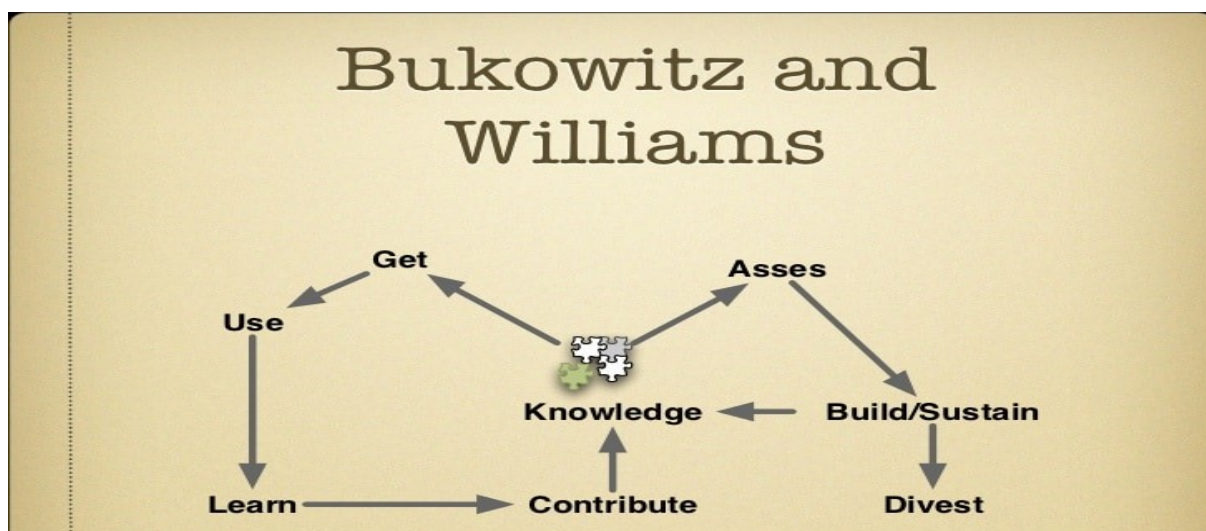 Bukowitz and
Williams
Get
Asses
Use
Knowledge
Build/Sustain
Learn
Contribute
Divest